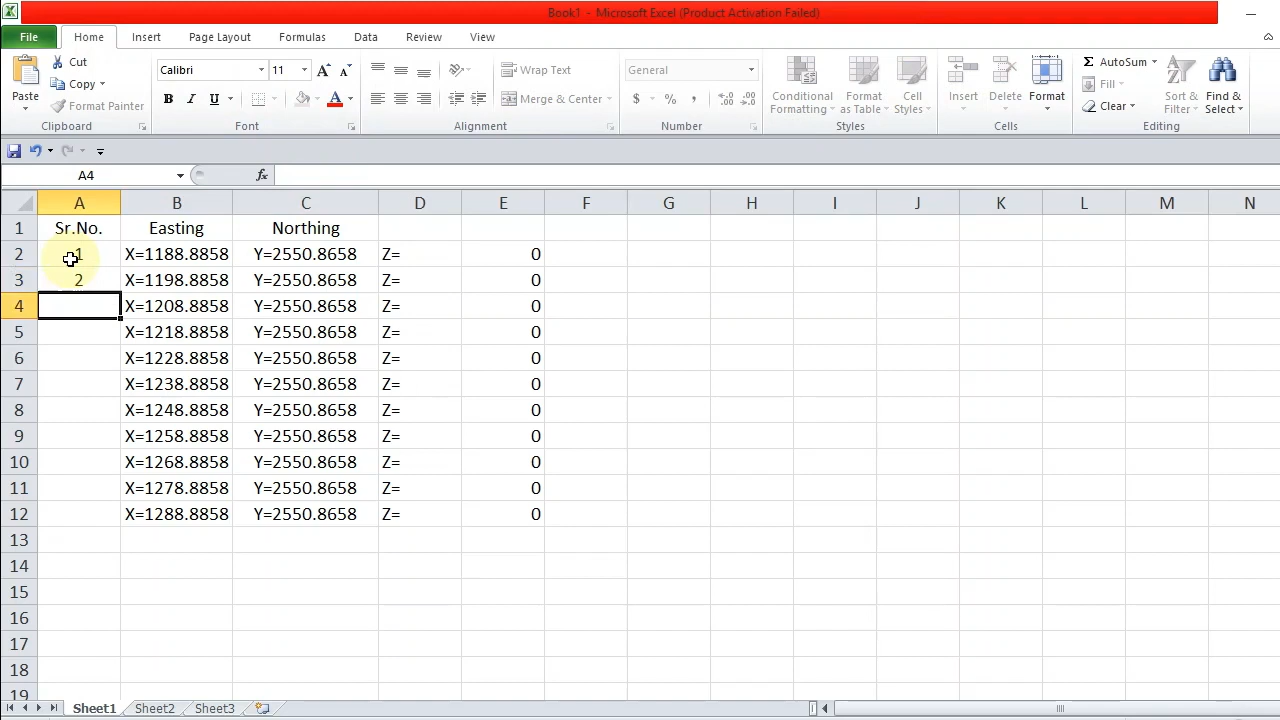 Book1 - Microsoft Excel (Product Activation Failed)
File Home Insert Page Layout Formulas Data Review View
Paste Cut Copy Format Painter Clipboard
Calibri 11 B I U A Font
Wrap Text Merge & Center Alignment
General $ % , Number
Conditional Formatting Format as Table Cell Styles Styles
Insert Delete Format Cells
Σ AutoSum Fill Clear Sort & Filter Find & Select Editing
A4 fx
A B C D E F G H I J K L M N
1 Sr.No. Easting Northing
2 1 X=1188.8858 Y=2550.8658 Z= 0
3 2 X=1198.8858 Y=2550.8658 Z= 0
4 X=1208.8858 Y=2550.8658 Z= 0
5 X=1218.8858 Y=2550.8658 Z= 0
6 X=1228.8858 Y=2550.8658 Z= 0
7 X=1238.8858 Y=2550.8658 Z= 0
8 X=1248.8858 Y=2550.8658 Z= 0
9 X=1258.8858 Y=2550.8658 Z= 0
10 X=1268.8858 Y=2550.8658 Z= 0
11 X=1278.8858 Y=2550.8658 Z= 0
12 X=1288.8858 Y=2550.8658 Z= 0
13
14
15
16
17
18
19
Sheet1 Sheet2 Sheet3